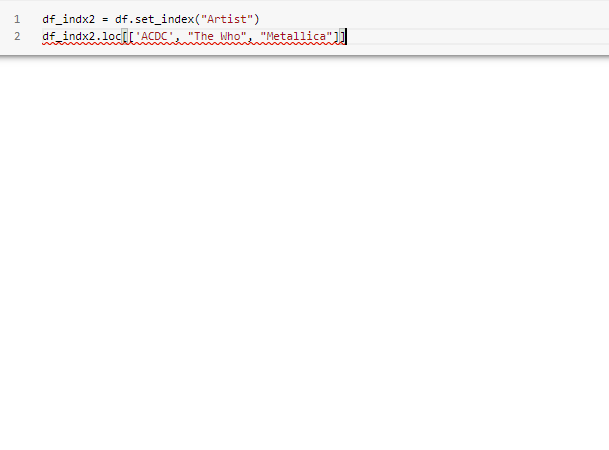 1 df_indx2 = df.set_index("Artist")
2 df_indx2.loc[['ACDC', "The Who", "Metallica"]]